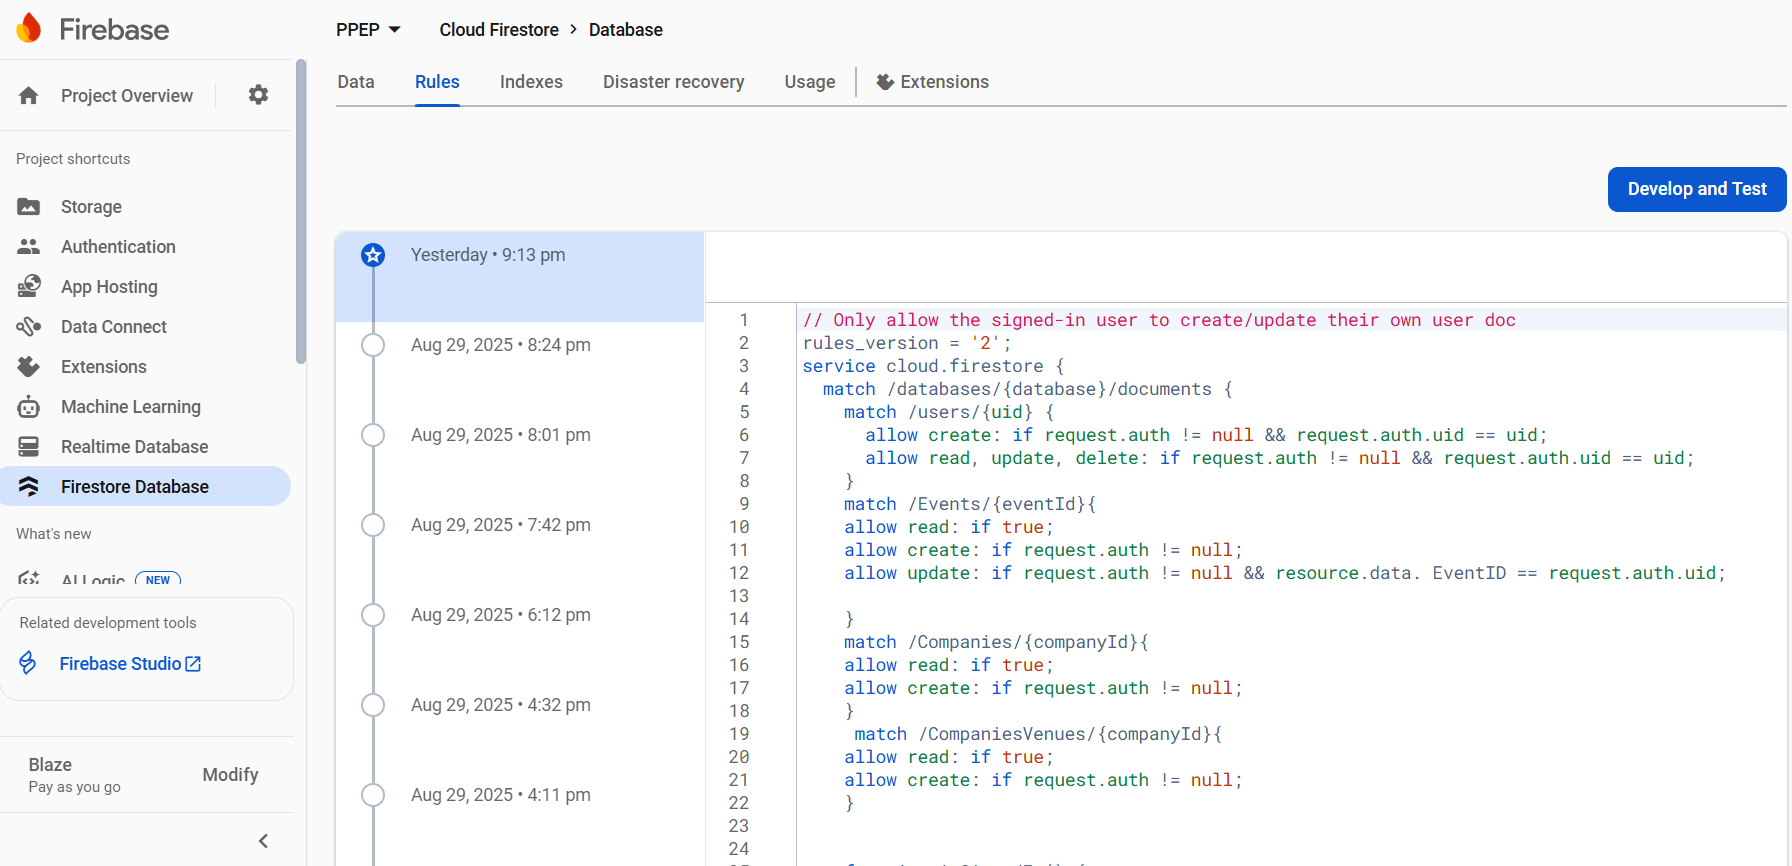 Firebase
PPEP
Cloud Firestore > Database
Data
Rules
Indexes
Disaster recovery
Usage
Extensions
Project Overview
Project shortcuts
Storage
Authentication
App Hosting
Data Connect
Extensions
Machine Learning
Realtime Database
Firestore Database
What's new
AI Logic NEW
Related development tools
Firebase Studio
Blaze
Pay as you go
Modify
Develop and Test
Yesterday • 9:13 pm
Aug 29, 2025 • 8:24 pm
Aug 29, 2025 • 8:01 pm
Aug 29, 2025 • 7:42 pm
Aug 29, 2025 • 6:12 pm
Aug 29, 2025 • 4:32 pm
Aug 29, 2025 • 4:11 pm
1 // Only allow the signed-in user to create/update their own user doc
2 rules_version = '2';
3 service cloud.firestore {
4 match /databases/{database}/documents {
5 match /users/{uid} {
6 allow create: if request.auth != null && request.auth.uid == uid;
7 allow read, update, delete: if request.auth != null && request.auth.uid == uid;
8 }
9 match /Events/{eventId}{
10 allow read: if true;
11 allow create: if request.auth != null;
12 allow update: if request.auth != null && resource.data. EventID == request.auth.uid;
13
14 }
15 match /Companies/{companyId}{
16 allow read: if true;
17 allow create: if request.auth != null;
18 }
19 match /CompaniesVenues/{companyId}{
20 allow read: if true;
21 allow create: if request.auth != null;
22 }
23
24